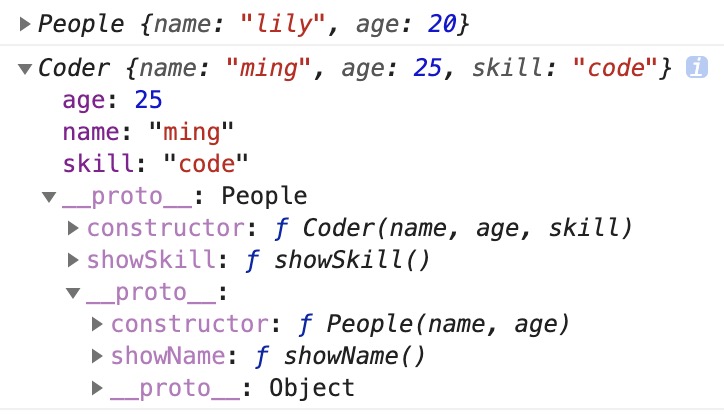 People {name: "lily", age: 20}
Coder {name: "ming", age: 25, skill: "code"} i
age: 25
name: "ming"
skill: "code"
__proto__: People
constructor: ƒ Coder(name, age, skill)
showSkill: ƒ showSkill()
__proto__:
constructor: ƒ People(name, age)
showName: ƒ showName()
__proto__: Object